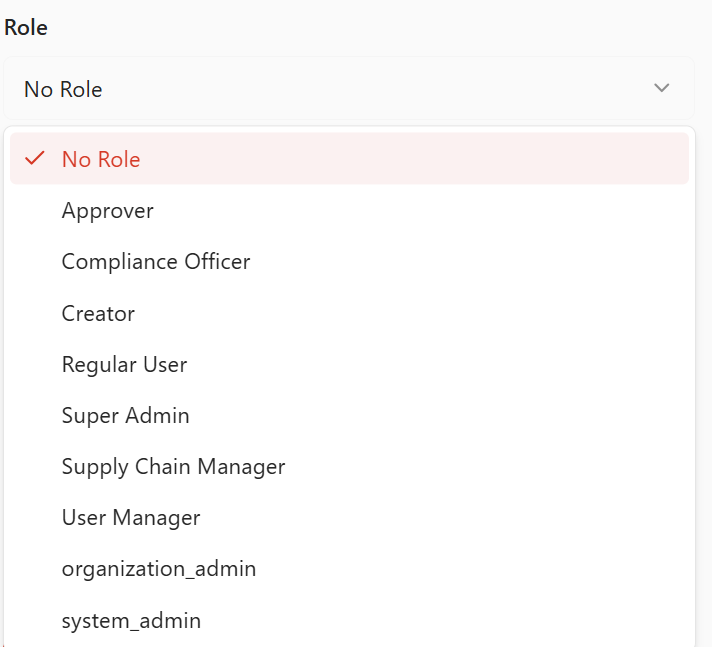 Role
No Role
No Role
Approver
Compliance Officer
Creator
Regular User
Super Admin
Supply Chain Manager
User Manager
organization_admin
system_admin